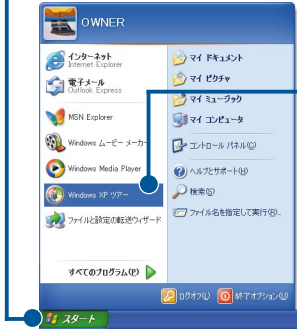 OWNER
インターネット
Internet Explorer
電子メール
Outlook Express
MSN Explorer
Windows ムービー メーカー
Windows Media Player
Windows XP ツアー
ファイルと設定の転送ウィザード
すべてのプログラム(P)
マイ ドキュメント
マイ ピクチャ
マイ ミュージック
マイ コンピュータ
コントロール パネル(C)
ヘルプとサポート(H)
検索(S)
ファイル名を指定して実行(R)...
ログオフ(L)
終了オプション(U)
スタート